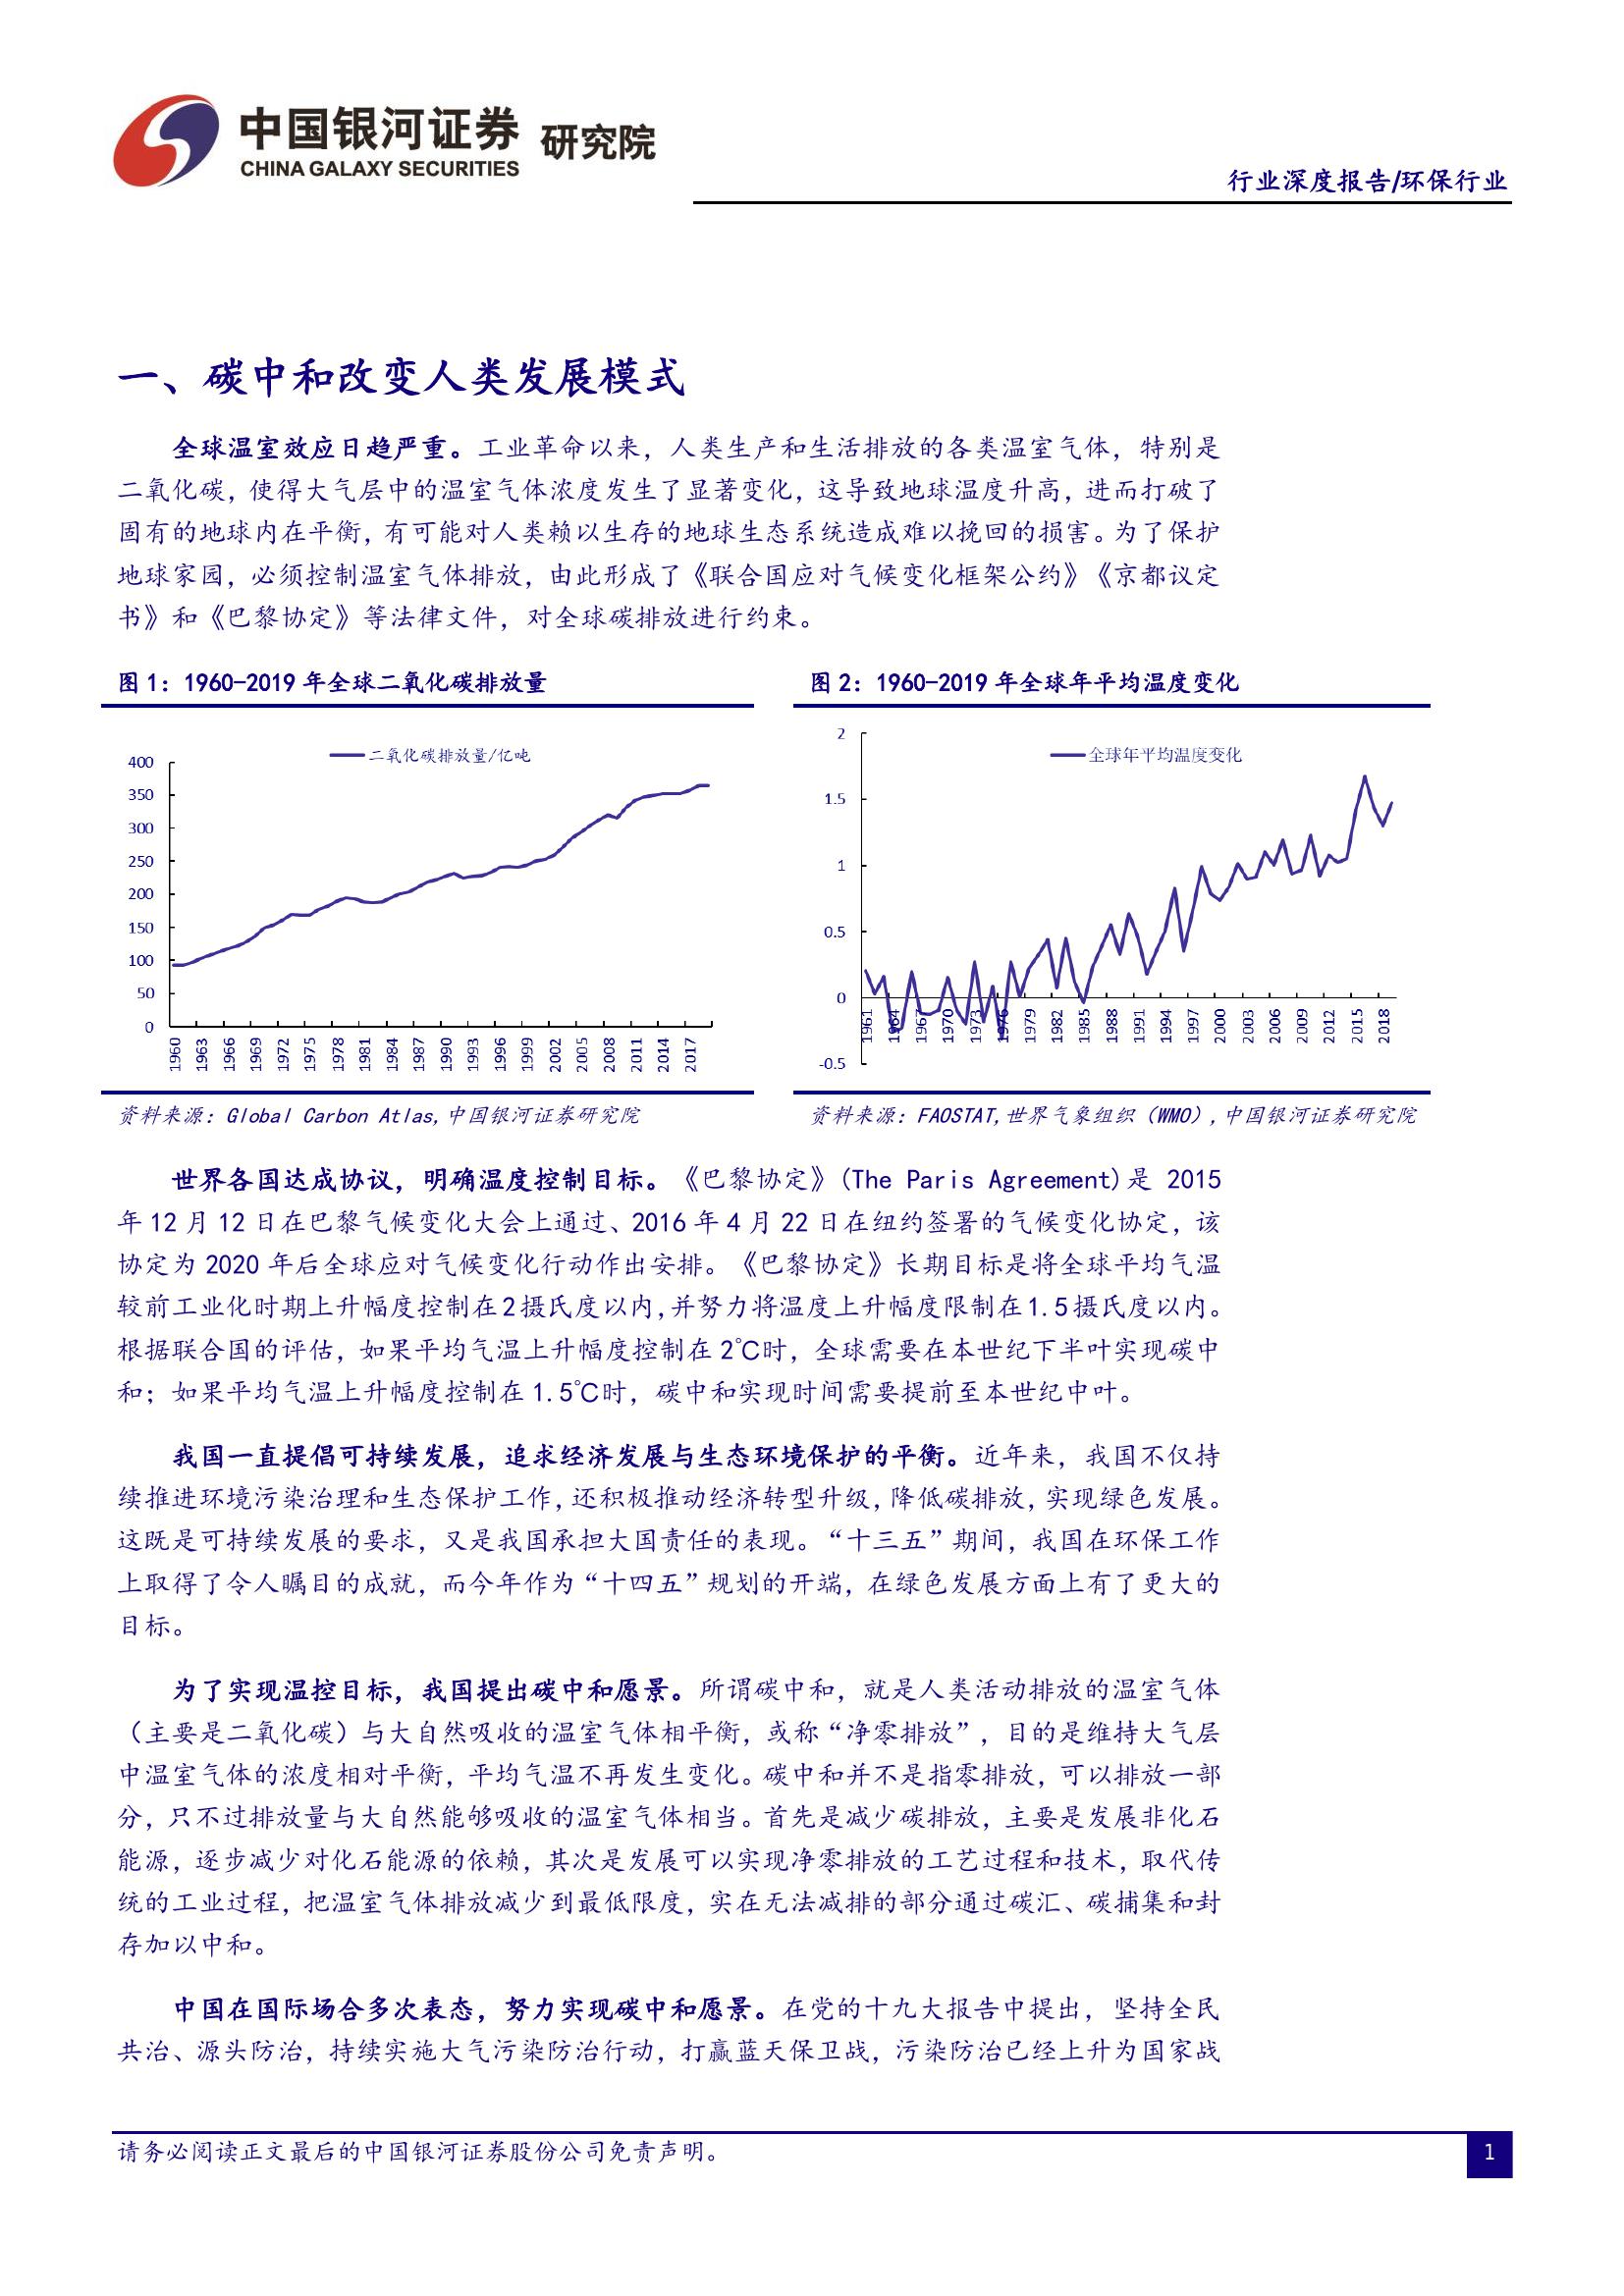 中国银河证券 研究院
CHINA GALAXY SECURITIES
行业深度报告/环保行业
一、碳中和改变人类发展模式
全球温室效应日趋严重。工业革命以来，人类生产和生活排放的各类温室气体，特别是
二氧化碳，使得大气层中的温室气体浓度发生了显著变化，这导致地球温度升高，进而打破了
固有的地球内在平衡，有可能对人类赖以生存的地球生态系统造成难以挽回的损害。为了保护
地球家园，必须控制温室气体排放，由此形成了《联合国应对气候变化框架公约》《京都议定
书》和《巴黎协定》等法律文件，对全球碳排放进行约束。
图 1：1960-2019 年全球二氧化碳排放量
二氧化碳排放量/亿吨
400
350
300
250
200
150
100
50
0
1960 1963 1966 1969 1972 1975 1978 1981 1984 1987 1990 1993 1996 1999 2002 2005 2008 2011 2014 2017
资料来源：Global Carbon Atlas,中国银河证券研究院
图 2：1960-2019 年全球年平均温度变化
全球年平均温度变化
2
1.5
1
0.5
0
-0.5
1961 1964 1967 1970 1973 1976 1979 1982 1985 1988 1991 1994 1997 2000 2003 2006 2009 2012 2015 2018
资料来源：FAOSTAT,世界气象组织（WMO）,中国银河证券研究院
世界各国达成协议，明确温度控制目标。《巴黎协定》(The Paris Agreement)是 2015
年 12 月 12 日在巴黎气候变化大会上通过、2016 年 4 月 22 日在纽约签署的气候变化协定，该
协定为 2020 年后全球应对气候变化行动作出安排。《巴黎协定》长期目标是将全球平均气温
较前工业化时期上升幅度控制在 2 摄氏度以内，并努力将温度上升幅度限制在 1.5 摄氏度以内。
根据联合国的评估，如果平均气温上升幅度控制在 2℃时，全球需要在本世纪下半叶实现碳中
和；如果平均气温上升幅度控制在 1.5℃时，碳中和实现时间需要提前至本世纪中叶。
我国一直提倡可持续发展，追求经济发展与生态环境保护的平衡。近年来，我国不仅持
续推进环境污染治理和生态保护工作，还积极推动经济转型升级，降低碳排放，实现绿色发展。
这既是可持续发展的要求，又是我国承担大国责任的表现。“十三五”期间，我国在环保工作
上取得了令人瞩目的成就，而今年作为“十四五”规划的开端，在绿色发展方面上有了更大的
目标。
为了实现温控目标，我国提出碳中和愿景。所谓碳中和，就是人类活动排放的温室气体
（主要是二氧化碳）与大自然吸收的温室气体相平衡，或称“净零排放”，目的是维持大气层
中温室气体的浓度相对平衡，平均气温不再发生变化。碳中和并不是指零排放，可以排放一部
分，只不过排放量与大自然能够吸收的温室气体相当。首先是减少碳排放，主要是发展非化石
能源，逐步减少对化石能源的依赖，其次是发展可以实现净零排放的工艺过程和技术，取代传
统的工业过程，把温室气体排放减少到最低限度，实在无法减排的部分通过碳汇、碳捕集和封
存加以中和。
中国在国际场合多次表态，努力实现碳中和愿景。在党的十九大报告中提出，坚持全民
共治、源头防治，持续实施大气污染防治行动，打赢蓝天保卫战，污染防治已经上升为国家战
请务必阅读正文最后的中国银河证券股份公司免责声明。
1